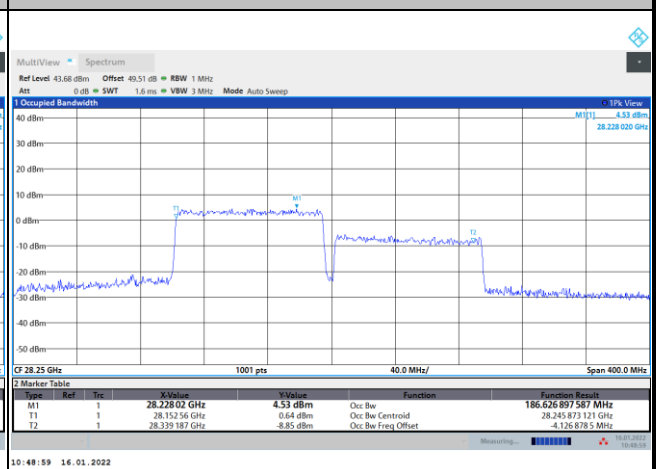 MultiView Spectrum
Ref Level 43.68 dBm Offset 49.51 dB RBW 1 MHz
Att 0 dB SWT 1.6 ms VBW 3 MHz Mode Auto Sweep
1 Occupied Bandwidth 1Pk View
M1[1] 4.53 dBm
28.228 020 GHz
40 dBm
30 dBm
20 dBm
10 dBm
M1
T1
0 dBm
T2
-10 dBm
-20 dBm
-30 dBm
-40 dBm
-50 dBm
CF 28.25 GHz 1001 pts 40.0 MHz/ Span 400.0 MHz
2 Marker Table
Type Ref Trc X-Value Y-Value Function Function Result
M1 1 28.228 02 GHz 4.53 dBm Occ Bw 186.626 897 587 MHz
T1 1 28.152 56 GHz 0.64 dBm Occ Bw Centroid 28.245 873 121 GHz
T2 1 28.339 187 GHz -8.85 dBm Occ Bw Freq Offset -4.126 878 5 MHz
Measuring... 16.01.2022
10:48:59
10:48:59 16.01.2022